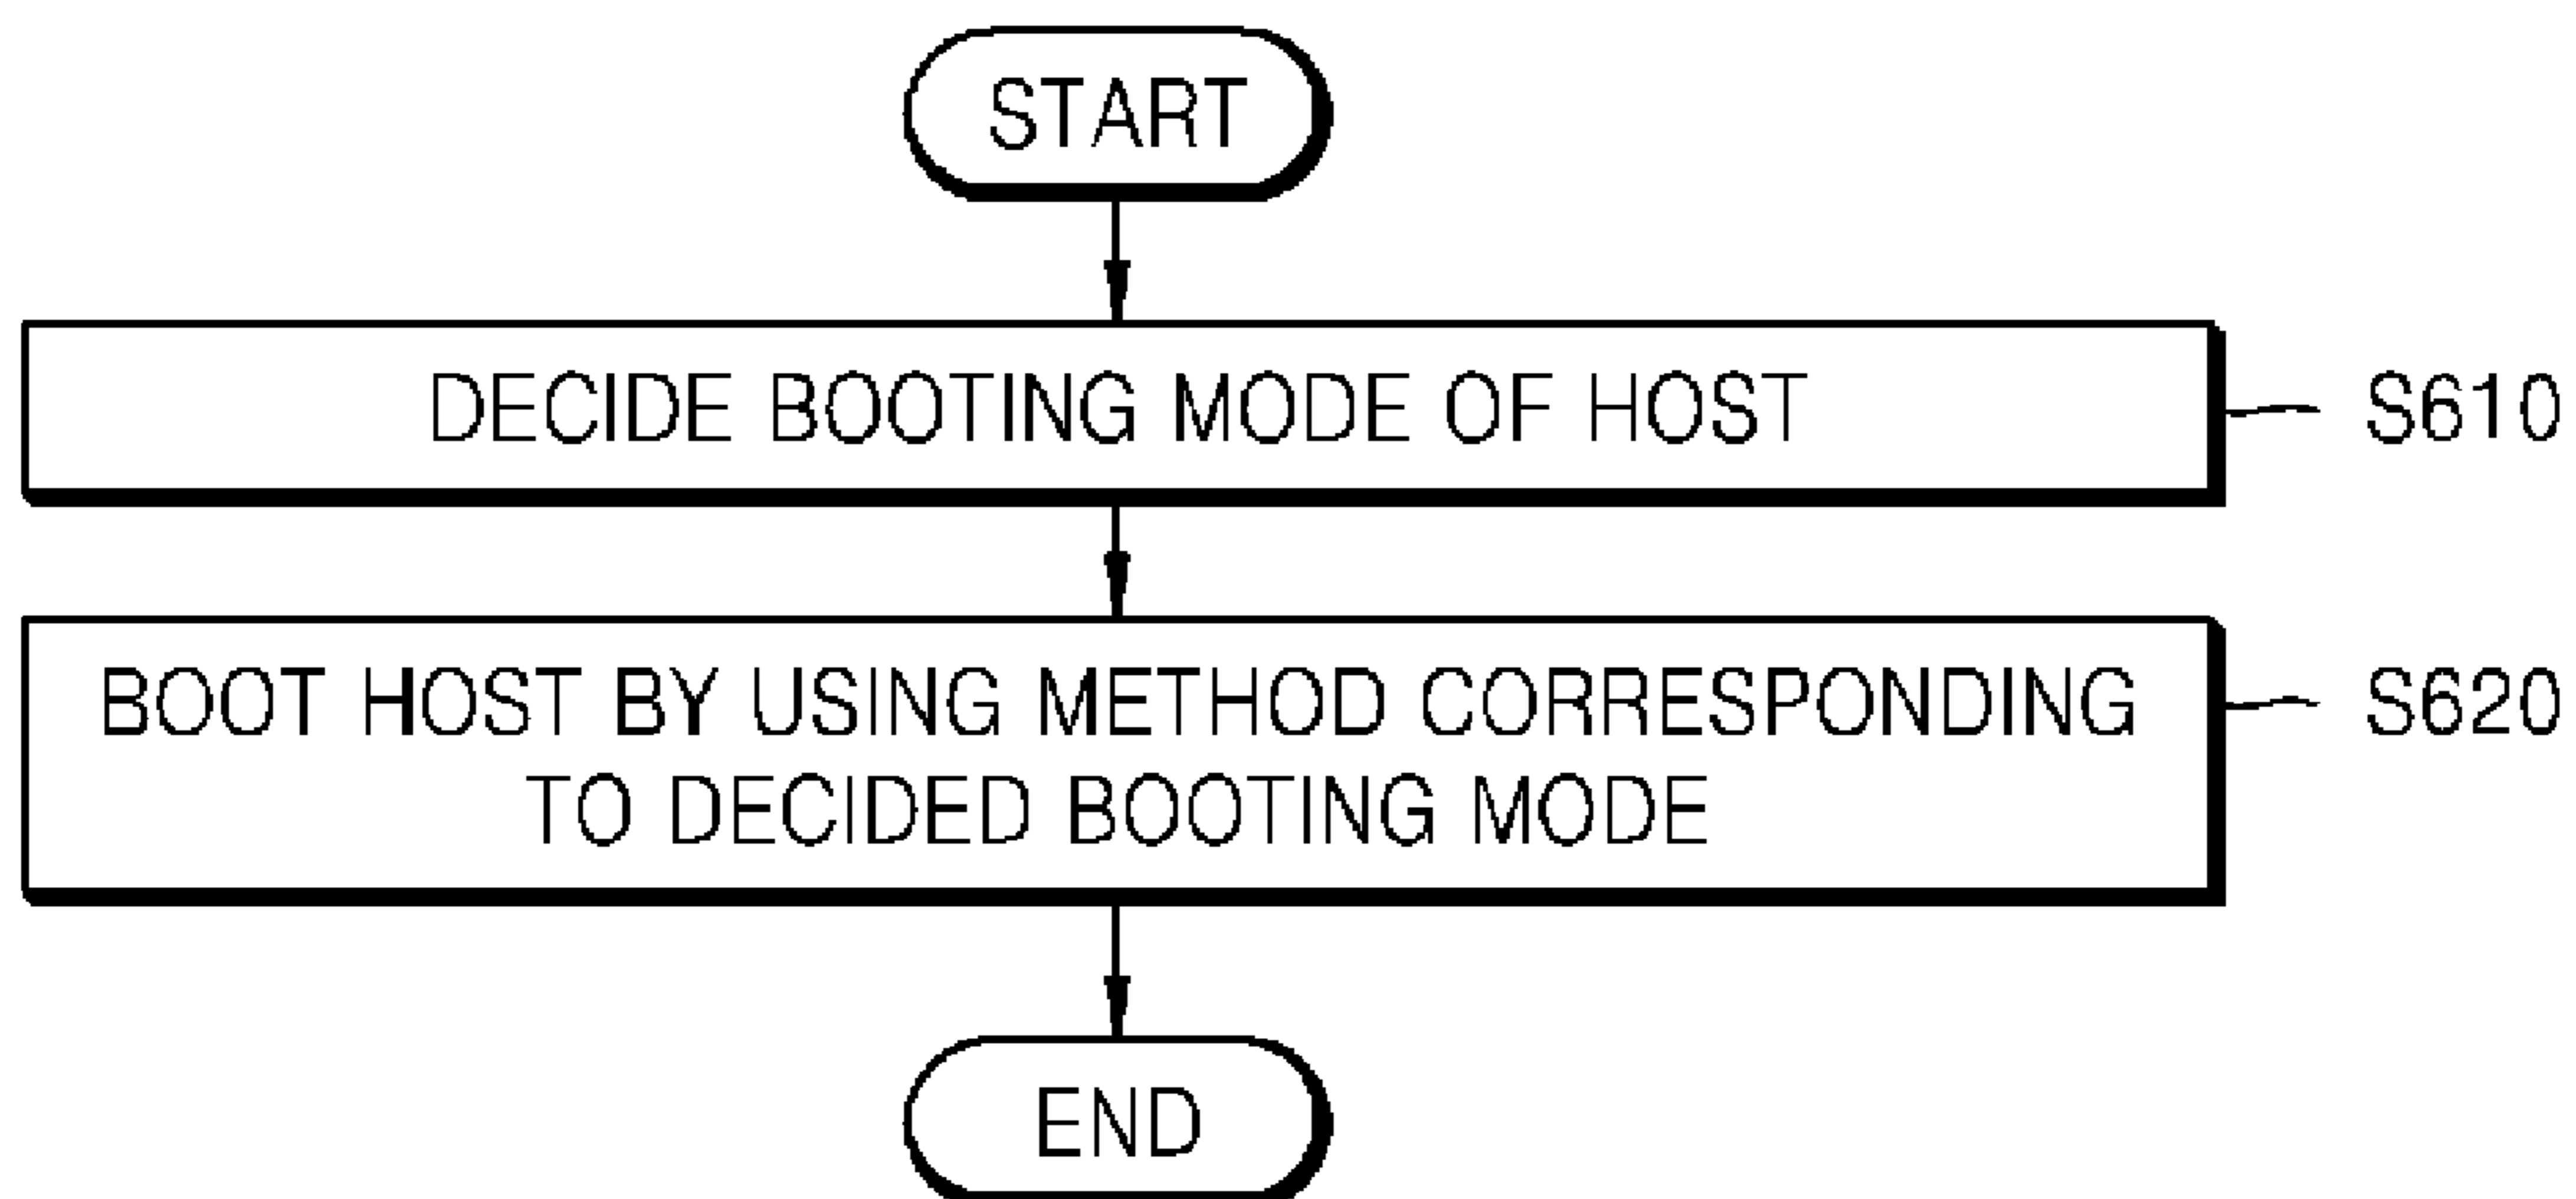 START
DECIDE BOOTING MODE OF HOST
S610
BOOT HOST BY USING METHOD CORRESPONDING
TO DECIDED BOOTING MODE
S620
END